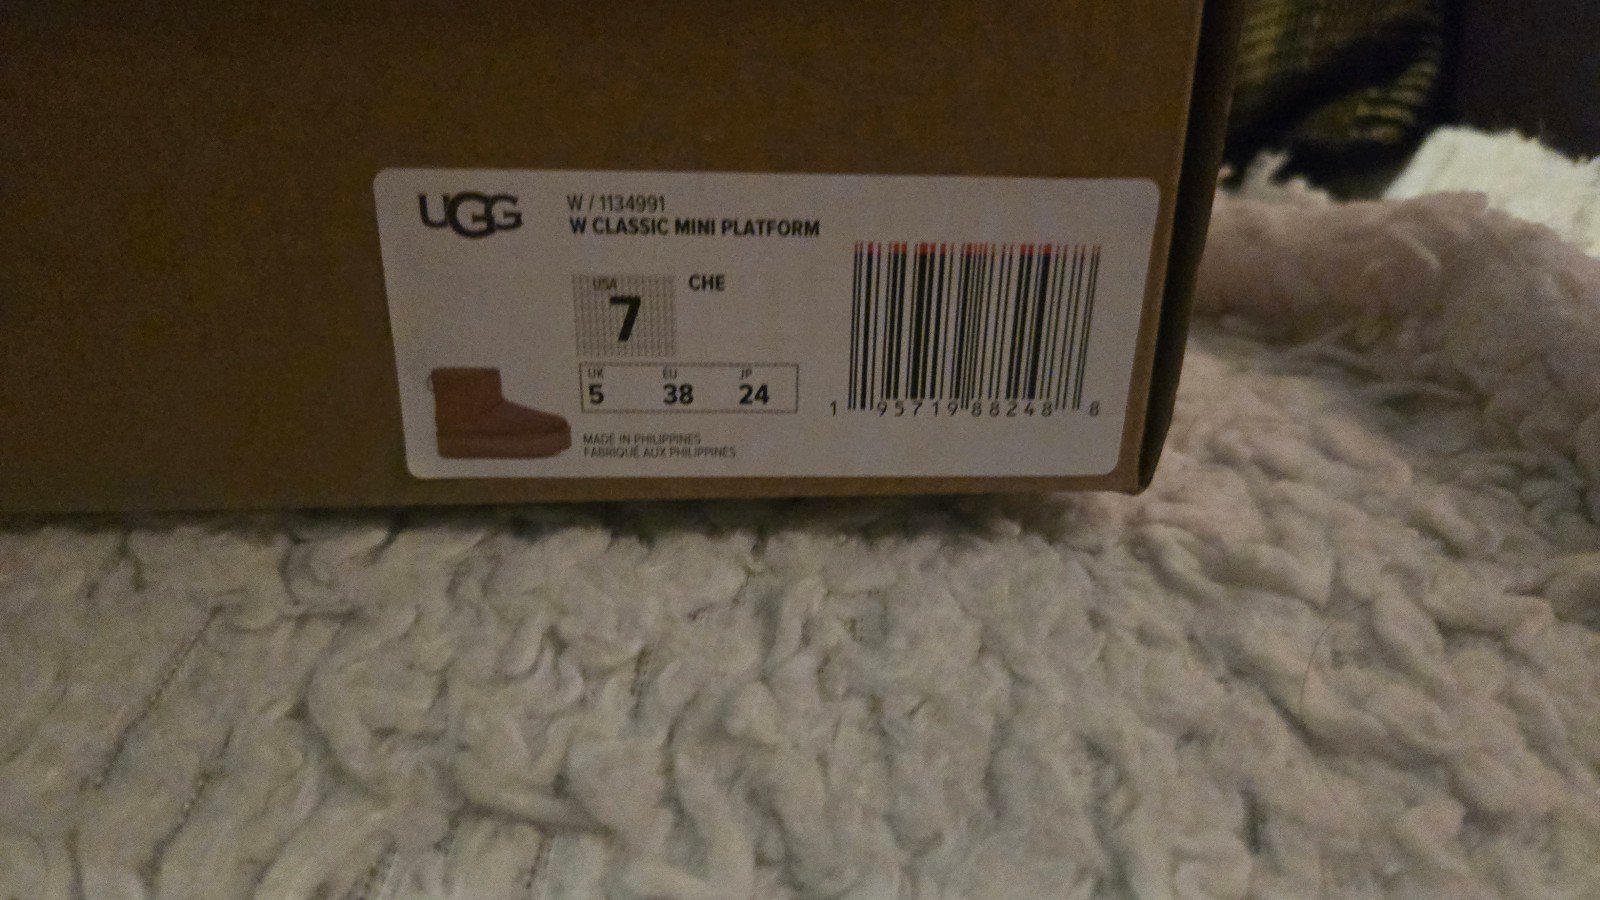 UGG
W / 1134991
W CLASSIC MINI PLATFORM
USA
7
CHE
UK EU JP
5 38 24
MADE IN PHILIPPINES
FABRIQUÉ AUX PHILIPPINES
1 95719 88248 8